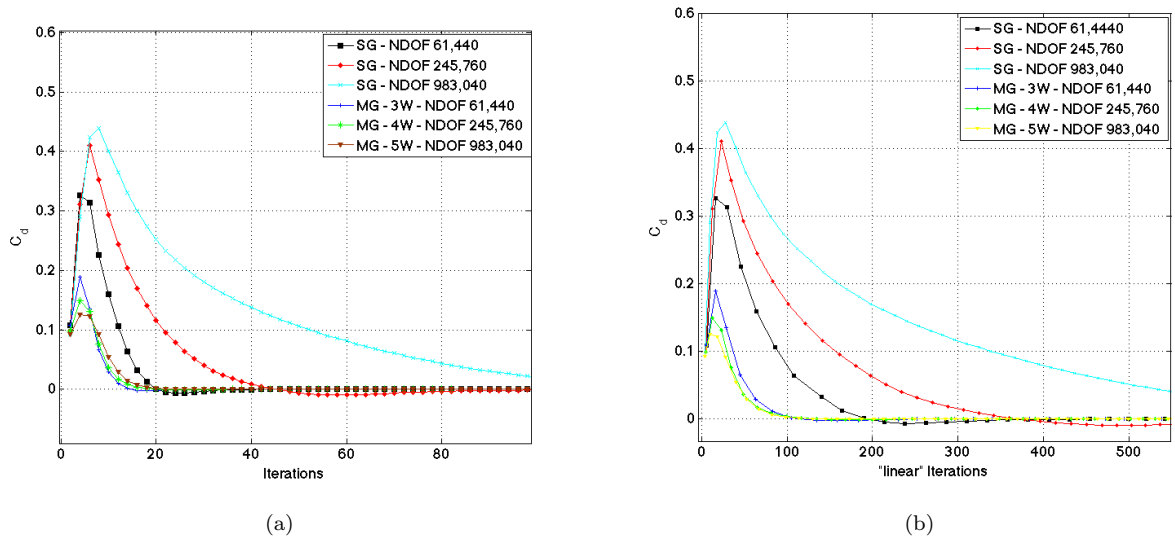 0.6
0.5
0.4
0.3
0.2
0.1
0
C_d
SG - NDOF 61,440
SG - NDOF 245,760
SG - NDOF 983,040
MG - 3W - NDOF 61,440
MG - 4W - NDOF 245,760
MG - 5W - NDOF 983,040
0 20 40 60 80
Iterations
(a)
0.6
0.5
0.4
0.3
0.2
0.1
0
C_d
SG - NDOF 61,4440
SG - NDOF 245,760
SG - NDOF 983,040
MG - 3W - NDOF 61,440
MG - 4W - NDOF 245,760
MG - 5W - NDOF 983,040
0 100 200 300 400 500
"linear" Iterations
(b)